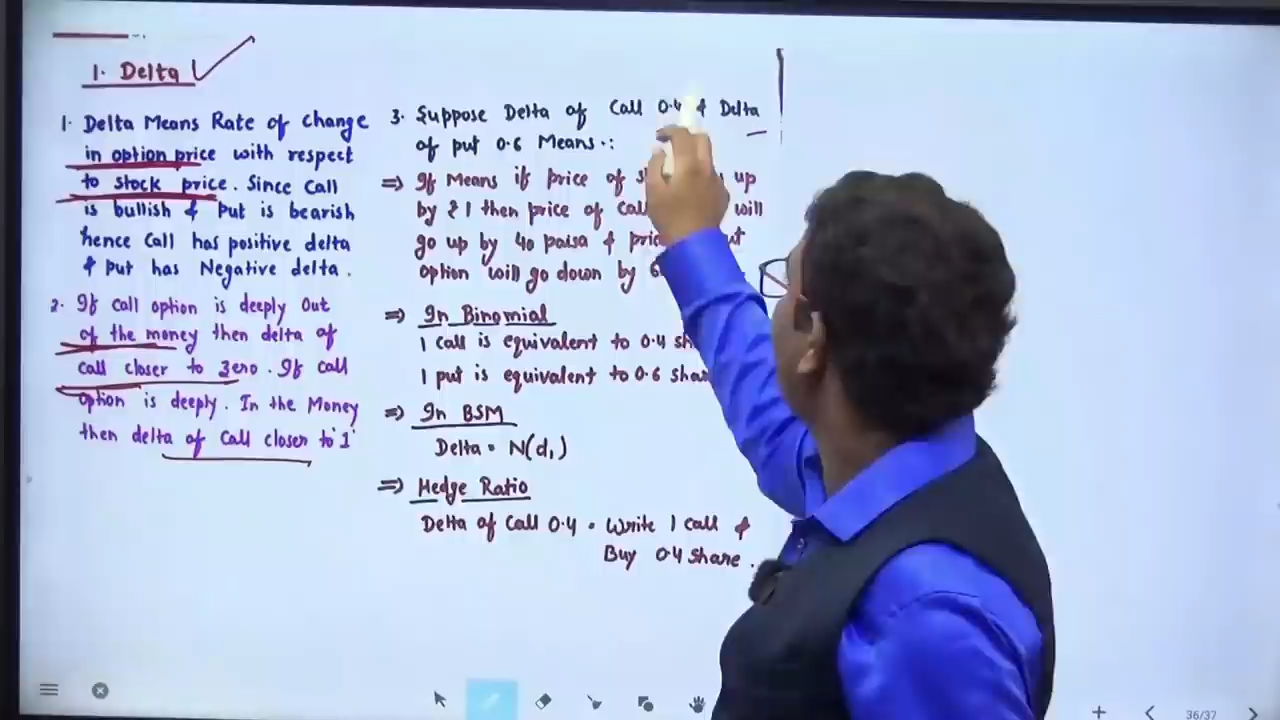 1. Delta
1. Delta Means Rate of change
in option price with respect
to stock price. Since Call
is bullish & Put is bearish
hence Call has positive delta
& put has Negative delta.
2. If call option is deeply Out
of the money then delta of
call closer to Zero. If call
option is deeply. In the Money
then delta of Call closer to '1'
3. Suppose Delta of Call 0.4 & Delta
of put 0.6 Means.:
⇒ If Means if price of up
by ₹1 then price of Call will
go up by 40 paisa &
option will go down by
⇒ In Binomial
1 call is equivalent to 0.4
1 put is equivalent to 0.6
⇒ In BSM
Delta = N(d1)
⇒ Hedge Ratio
Delta of Call 0.4 = Write 1 call &
Buy 0.4 Share.
36/37